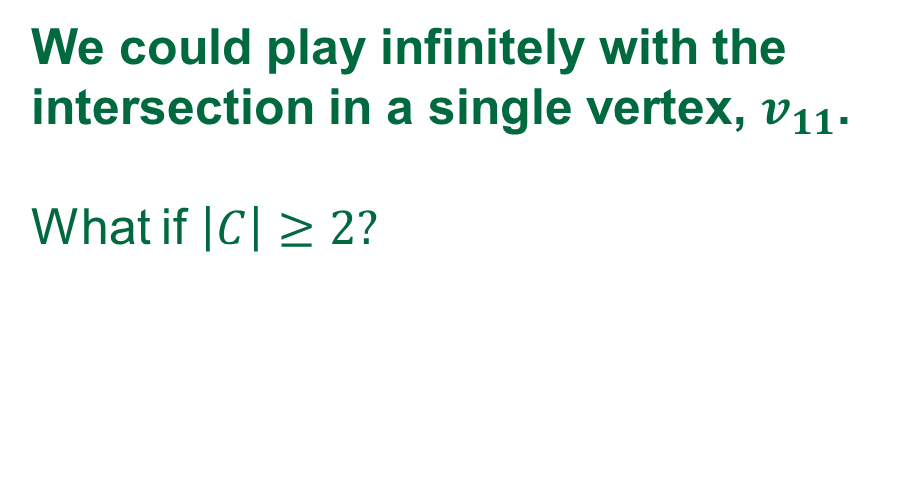 We could play infinitely with the
intersection in a single vertex, 𝒗₁₁.
What if |𝐶| ≥ 2?